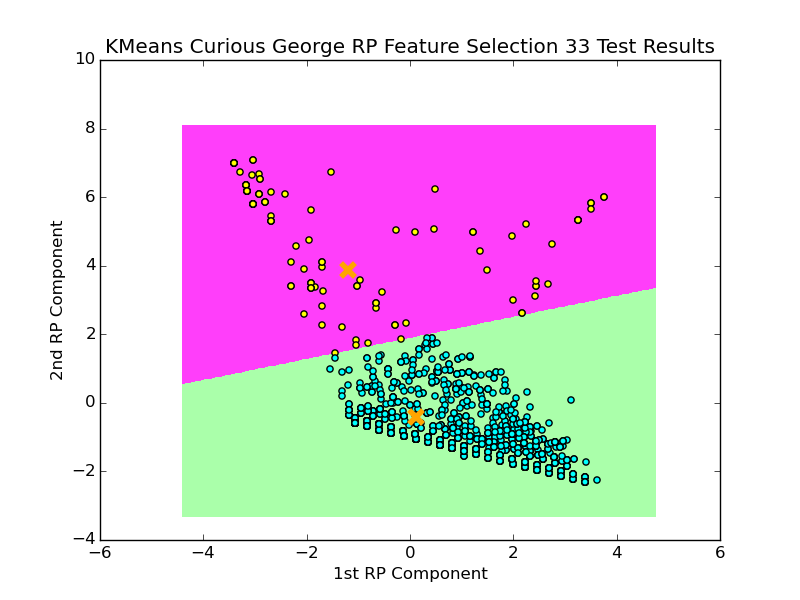 KMeans Curious George RP Feature Selection 33 Test Results
10
8
6
4
2
0
−2
−4
2nd RP Component
−6 −4 −2 0 2 4 6
1st RP Component